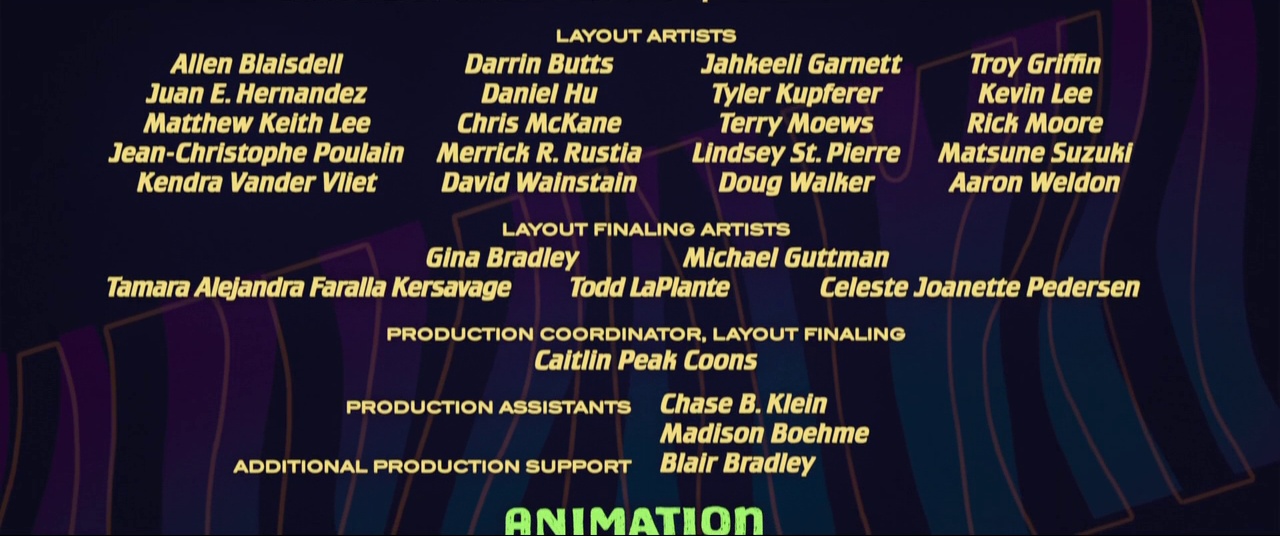 LAYOUT ARTISTS
Allen Blaisdell Darrin Butts Jahkeeli Garnett Troy Griffin
Juan E. Hernandez Daniel Hu Tyler Kupferer Kevin Lee
Matthew Keith Lee Chris McKane Terry Moews Rick Moore
Jean-Christophe Poulain Merrick R. Rustia Lindsey St. Pierre Matsune Suzuki
Kendra Vander Vliet David Wainstain Doug Walker Aaron Weldon
LAYOUT FINALING ARTISTS
Gina Bradley Michael Guttman
Tamara Alejandra Faralla Kersavage Todd LaPlante Celeste Joanette Pedersen
PRODUCTION COORDINATOR, LAYOUT FINALING
Caitlin Peak Coons
PRODUCTION ASSISTANTS Chase B. Klein
Madison Boehme
ADDITIONAL PRODUCTION SUPPORT Blair Bradley
ANIMATION